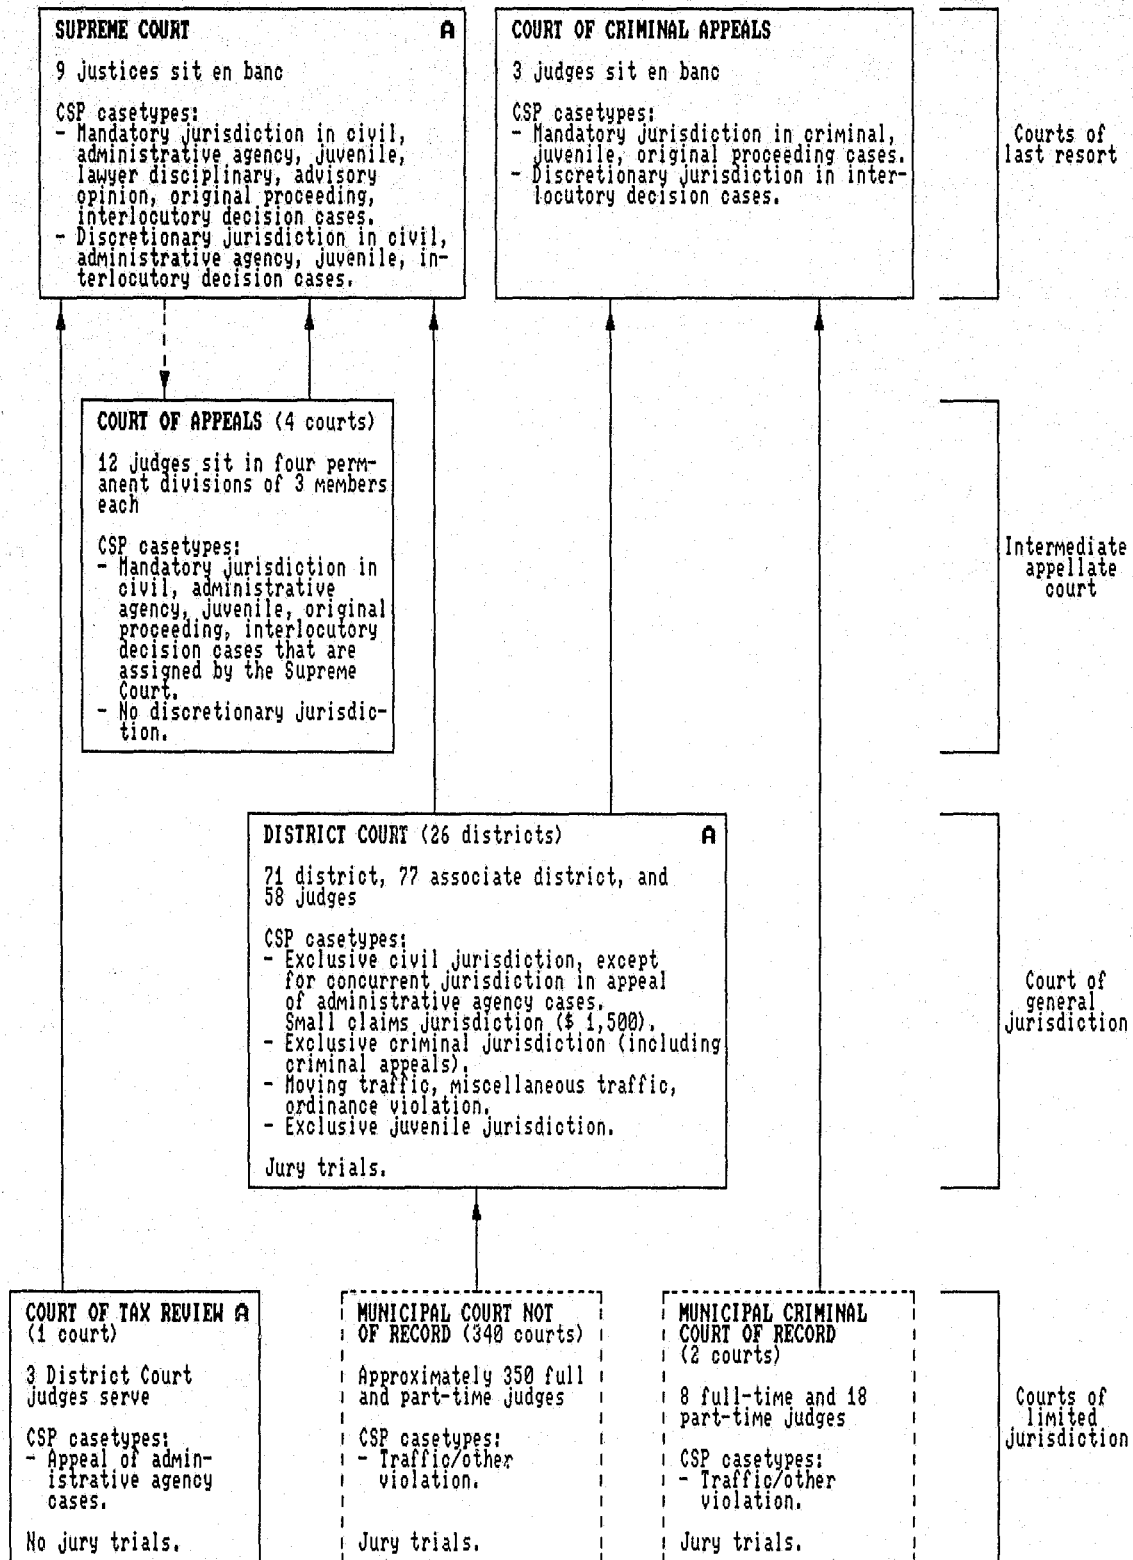 SUPREME COURT A
9 justices sit en banc
CSP casetypes:
- Mandatory jurisdiction in civil,
administrative agency, juvenile,
lawyer disciplinary, advisory
opinion, original proceeding,
interlocutory decision cases.
- Discretionary jurisdiction in civil,
administrative agency, juvenile, in-
terlocutory decision cases.
COURT OF CRIMINAL APPEALS
3 judges sit en banc
CSP casetypes:
- Mandatory jurisdiction in criminal,
juvenile, original proceeding cases.
- Discretionary jurisdiction in inter-
locutory decision cases.
Courts of
last resort
COURT OF APPEALS (4 courts)
12 judges sit in four perm-
anent divisions of 3 members
each
CSP casetypes:
- Mandatory jurisdiction in
civil, administrative
agency, juvenile, original
proceeding, interlocutory
decision cases that are
assigned by the Supreme
Court.
- No discretionary jurisdic-
tion.
Intermediate
appellate
court
DISTRICT COURT (26 districts) A
71 district, 77 associate district, and
58 judges
CSP casetypes:
- Exclusive civil jurisdiction, except
for concurrent jurisdiction in appeal
of administrative agency cases.
Small claims jurisdiction ($ 1,500).
- Exclusive criminal jurisdiction (including
criminal appeals).
- Moving traffic, miscellaneous traffic,
ordinance violation.
- Exclusive juvenile jurisdiction.
Jury trials.
Court of
general
jurisdiction
COURT OF TAX REVIEW A
(1 court)
3 District Court
judges serve
CSP casetypes:
- Appeal of admin-
istrative agency
cases.
No jury trials.
MUNICIPAL COURT NOT
OF RECORD (340 courts)
Approximately 350 full
and part-time judges
CSP casetypes:
- Traffic/other
violation.
Jury trials.
MUNICIPAL CRIMINAL
COURT OF RECORD
(2 courts)
8 full-time and 18
part-time judges
CSP casetypes:
- Traffic/other
violation.
Jury trials.
Courts of
limited
jurisdiction